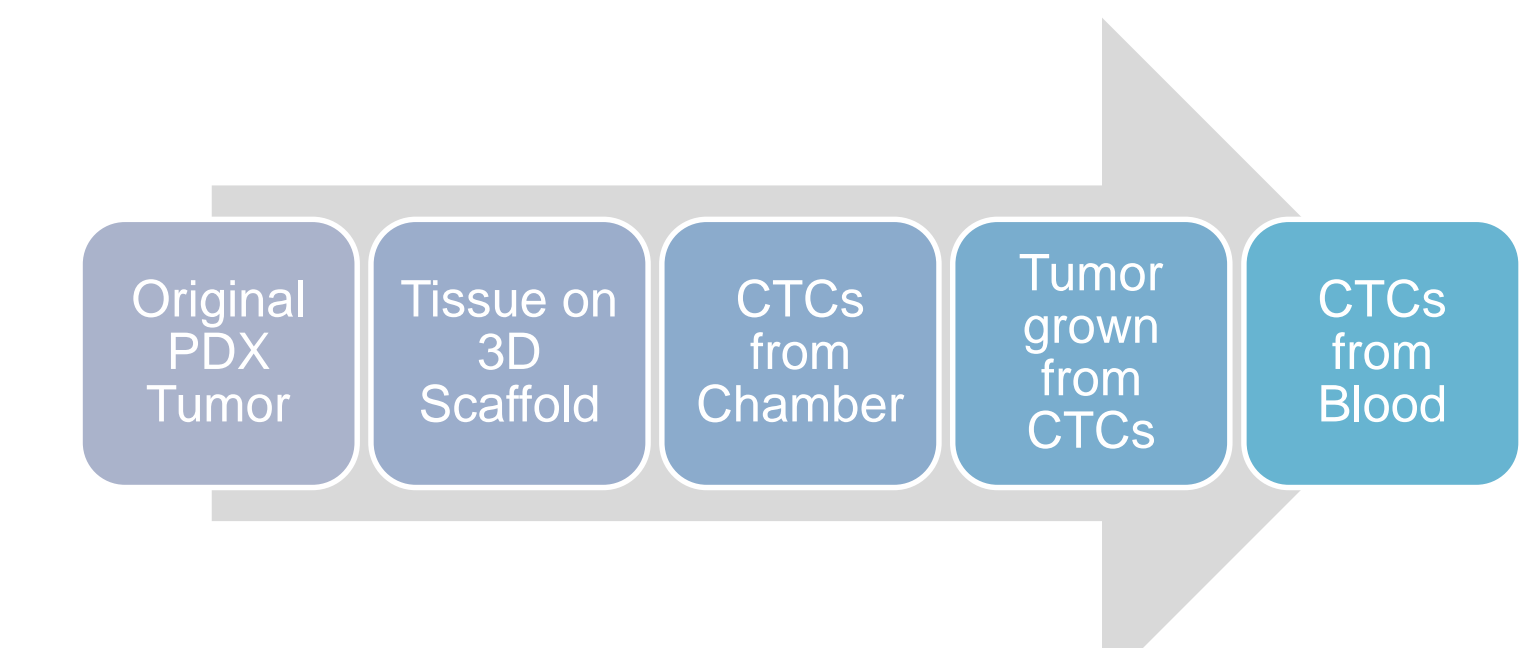 Original
PDX
Tumor
Tissue on
3D
Scaffold
CTCs
from
Chamber
Tumor
grown
from
CTCs
CTCs
from
Blood